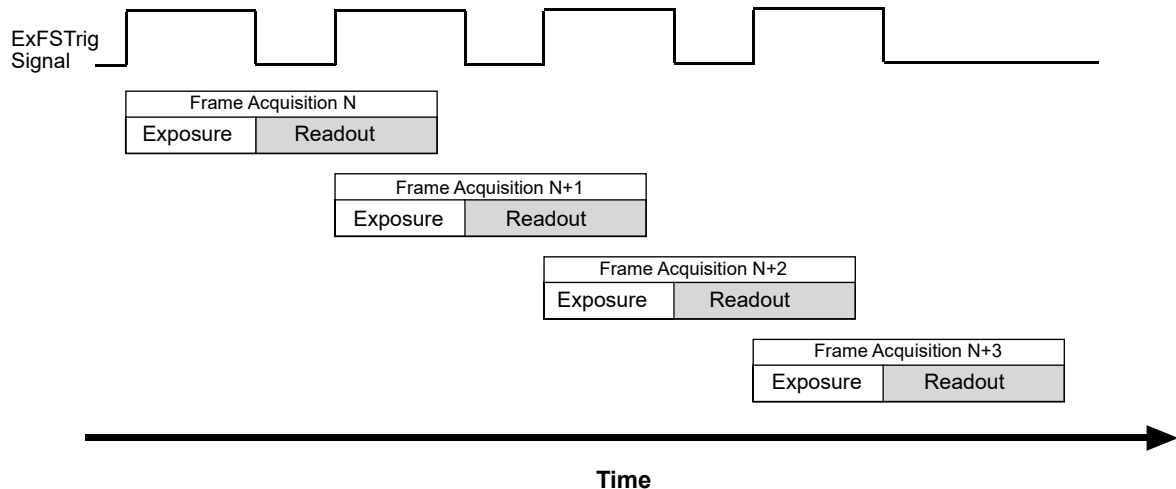 ExFSTrig
Signal
Frame Acquisition N
Exposure Readout
Frame Acquisition N+1
Exposure Readout
Frame Acquisition N+2
Exposure Readout
Frame Acquisition N+3
Exposure Readout
Time